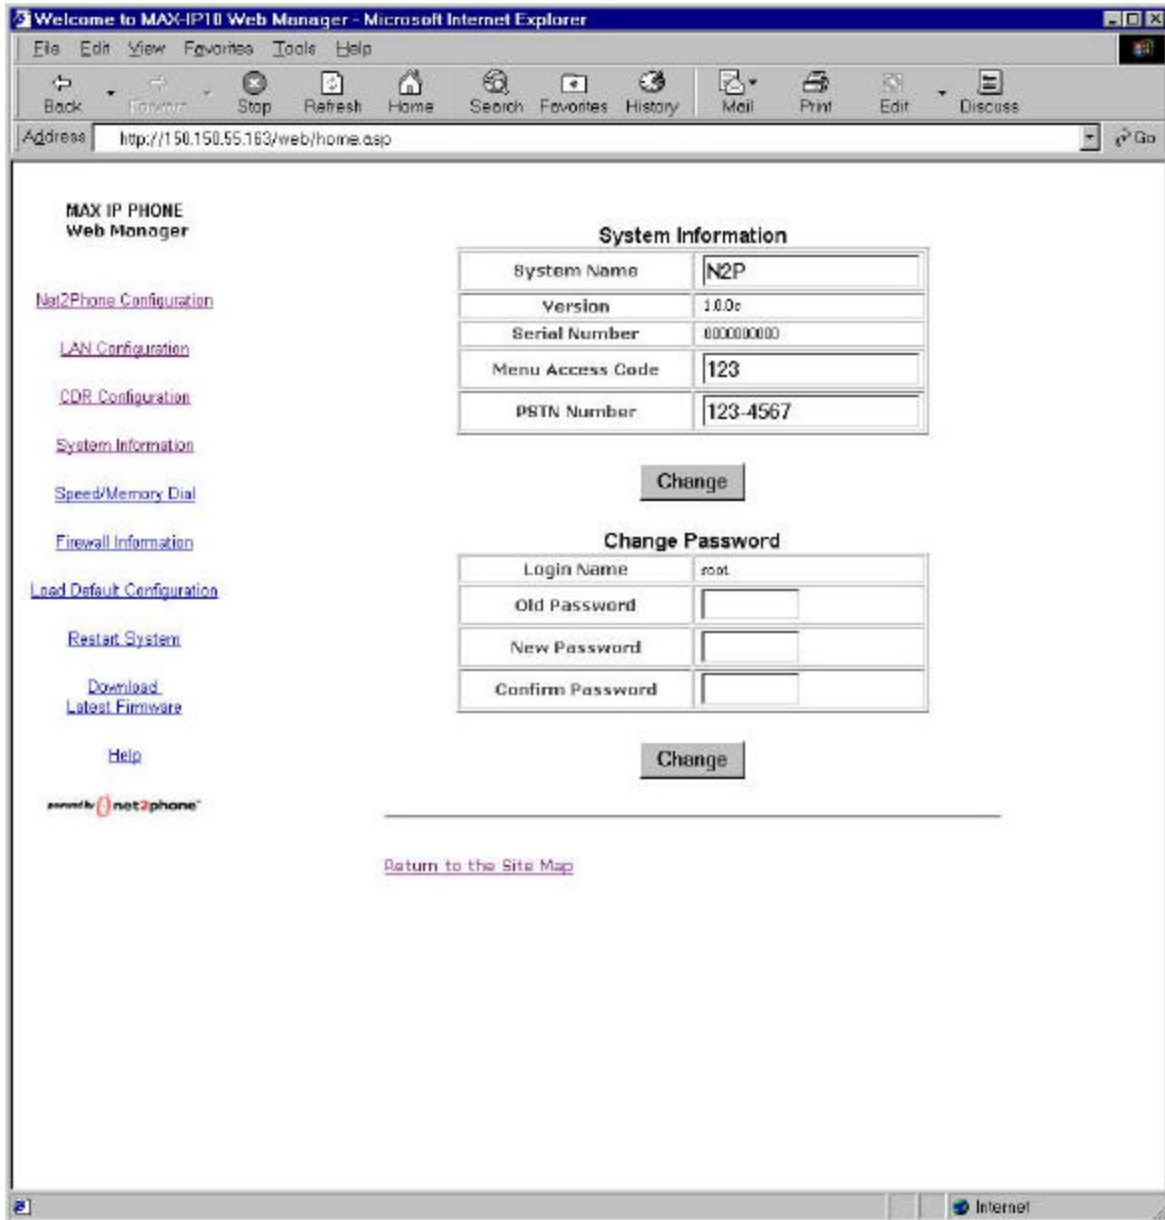 Welcome to MAX-IP10 Web Manager - Microsoft Internet Explorer
File Edit View Favorites Tools Help
Back Forward Stop Refresh Home Search Favorites History Mail Print Edit Discuss
Address http://150.150.55.163/web/home.asp Go
MAX IP PHONE
Web Manager
Net2Phone Configuration
LAN Configuration
CDR Configuration
System Information
Speed/Memory Dial
Firewall Information
Load Default Configuration
Restart System
Download
Latest Firmware
Help
powered by net2phone
System Information
System Name N2P
Version 1.0.0c
Serial Number 0000000000
Menu Access Code 123
PSTN Number 123-4567
Change
Change Password
Login Name root
Old Password
New Password
Confirm Password
Change
Return to the Site Map
Internet